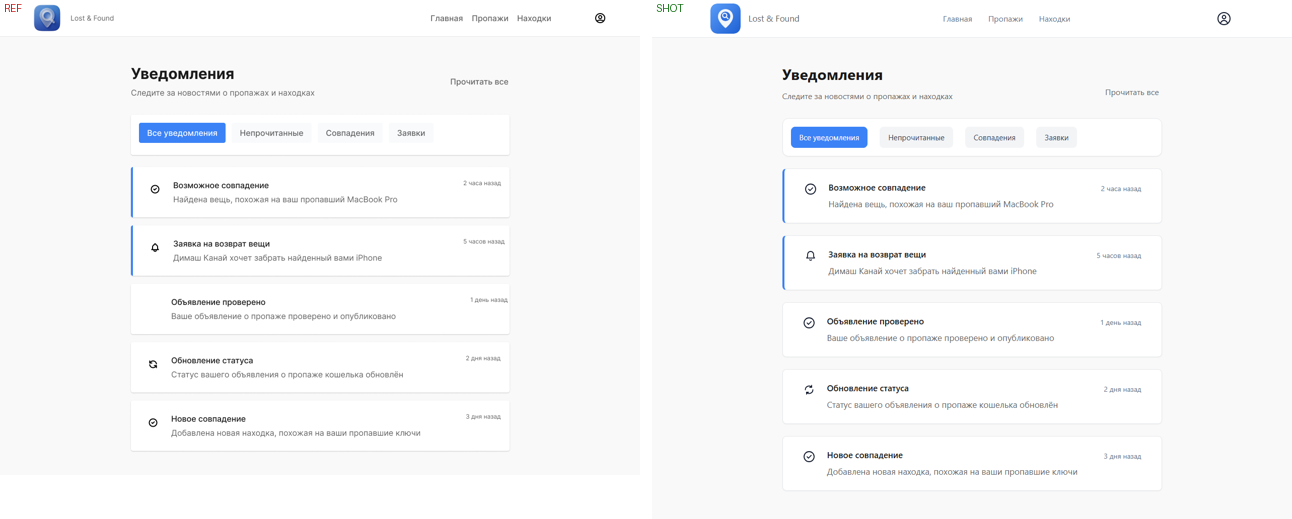 REF
Lost & Found
Главная Пропажи Находки
Уведомления
Следите за новостями о пропажах и находках
Прочитать все
Все уведомления Непрочитанные Совпадения Заявки
Возможное совпадение
2 часа назад
Найдена вещь, похожая на ваш пропавший MacBook Pro
Заявка на возврат вещи
5 часов назад
Димаш Канай хочет забрать найденный вами iPhone
Объявление проверено
1 день назад
Ваше объявление о пропаже проверено и опубликовано
Обновление статуса
2 дня назад
Статус вашего объявления о пропаже кошелька обновлён
Новое совпадение
3 дня назад
Добавлена новая находка, похожая на ваши пропавшие ключи
SHOT
Lost & Found
Главная Пропажи Находки
Уведомления
Следите за новостями о пропажах и находках
Прочитать все
Все уведомления Непрочитанные Совпадения Заявки
Возможное совпадение
2 часа назад
Найдена вещь, похожая на ваш пропавший MacBook Pro
Заявка на возврат вещи
5 часов назад
Димаш Канай хочет забрать найденный вами iPhone
Объявление проверено
1 день назад
Ваше объявление о пропаже проверено и опубликовано
Обновление статуса
2 дня назад
Статус вашего объявления о пропаже кошелька обновлён
Новое совпадение
3 дня назад
Добавлена новая находка, похожая на ваши пропавшие ключи